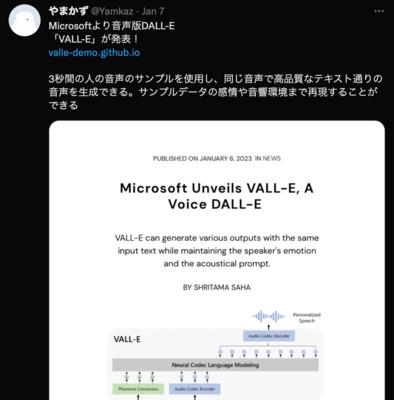 やまかず @Yamkaz · Jan 7
Microsoftより音声版DALL-E
「VALL-E」が発表！
valle-demo.github.io
3秒間の人の音声のサンプルを使用し、同じ音声で高品質なテキスト通りの
音声を生成できる。サンプルデータの感情や音響環境まで再現することが
できる
PUBLISHED ON JANUARY 6, 2023 IN NEWS
Microsoft Unveils VALL-E, A
Voice DALL-E
VALL-E can generate various outputs with the same
input text while maintaining the speaker's emotion
and the acoustical prompt.
BY SHRITAMA SAHA
Personalized
Speech
VALL-E
Audio Codec Decoder
Neural Codec Language Modeling
Phoneme Conversion
Audio Codec Encoder